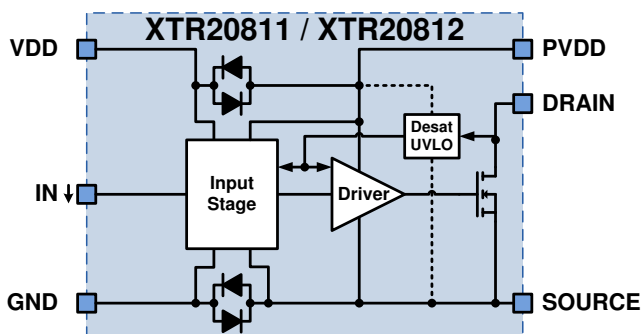 XTR20811 / XTR20812
VDD
PVDD
DRAIN
Desat
UVLO
IN
Input
Stage
Driver
GND
SOURCE